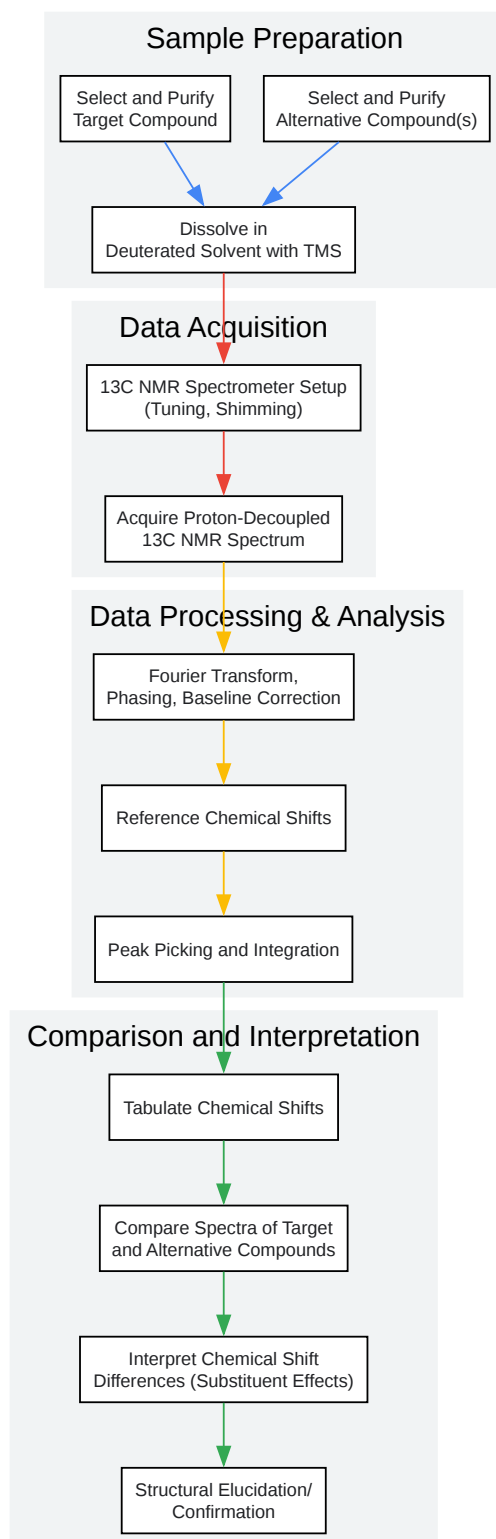 Sample Preparation
Select and Purify
Target Compound
Select and Purify
Alternative Compound(s)
Dissolve in
Deuterated Solvent with TMS
Data Acquisition
13C NMR Spectrometer Setup
(Tuning, Shimming)
Acquire Proton-Decoupled
13C NMR Spectrum
Data Processing & Analysis
Fourier Transform,
Phasing, Baseline Correction
Reference Chemical Shifts
Peak Picking and Integration
Comparison and Interpretation
Tabulate Chemical Shifts
Compare Spectra of Target
and Alternative Compounds
Interpret Chemical Shift
Differences (Substituent Effects)
Structural Elucidation/
Confirmation